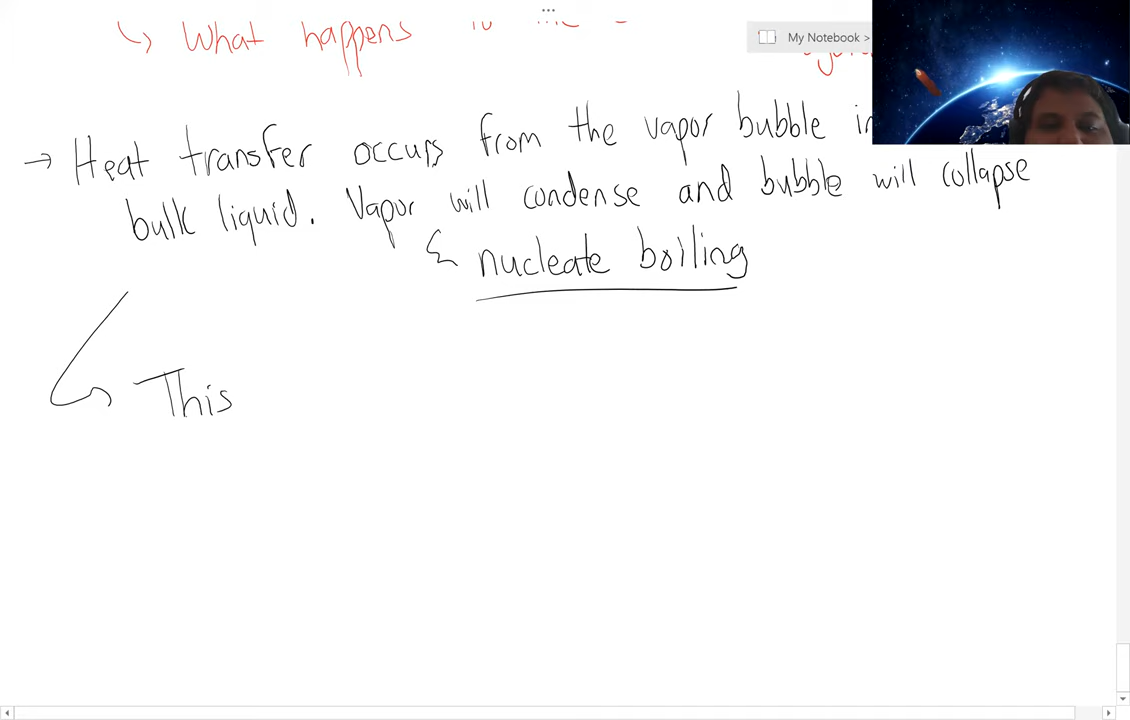 ↳ What happens
My Notebook >
→ Heat transfer occurs from the vapor bubble
bulk liquid. Vapor will condense and bubble will collapse
nucleate boiling
↳ This